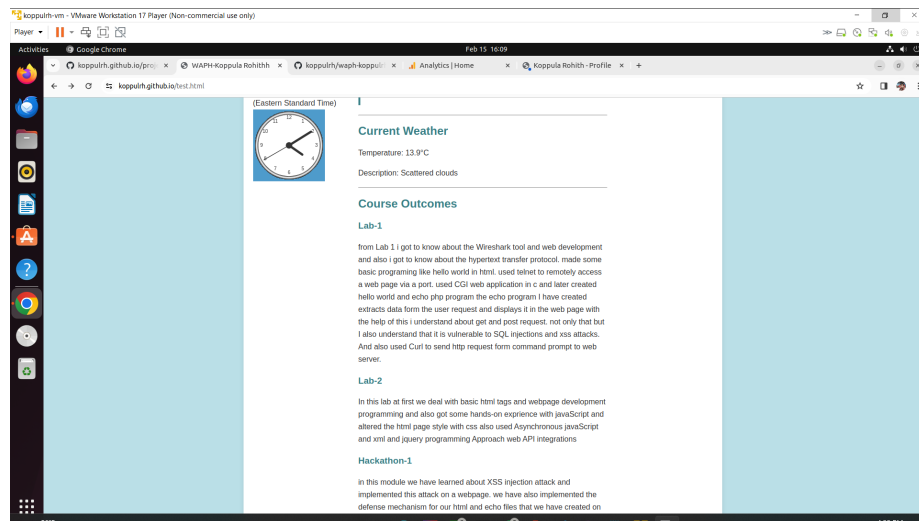 koppulrh-vm - VMware Workstation 17 Player (Non-commercial use only)
Player
Activities Google Chrome Feb 15 16:09
koppulrh.github.io/proj WAPH-Koppula Rohithh koppulrh/waph-koppulr Analytics | Home Koppula Rohith - Profile
koppulrh.github.io/test.html
(Eastern Standard Time)
Current Weather
Temperature: 13.9°C
Description: Scattered clouds
Course Outcomes
Lab-1
from Lab 1 i got to know about the Wireshark tool and web development
and also i got to know about the hypertext transfer protocol. made some
basic programing like hello world in html. used telnet to remotely access
a web page via a port. used CGI web application in c and later created
hello world and echo php program the echo program I have created
extracts data form the user request and displays it in the web page with
the help of this i understand about get and post request. not only that but
I also understand that it is vulnerable to SQL injections and xss attacks.
And also used Curl to send http request form command prompt to web
server.
Lab-2
In this lab at first we deal with basic html tags and webpage development
programming and also got some hands-on exprience with javaScript and
altered the html page style with css also used Asynchronous javaScript
and xml and jquery programming Approach web API integrations
Hackathon-1
in this module we have learned about XSS injection attack and
implemented this attack on a webpage. we have also implemented the
defense mechanism for our html and echo files that we have created on